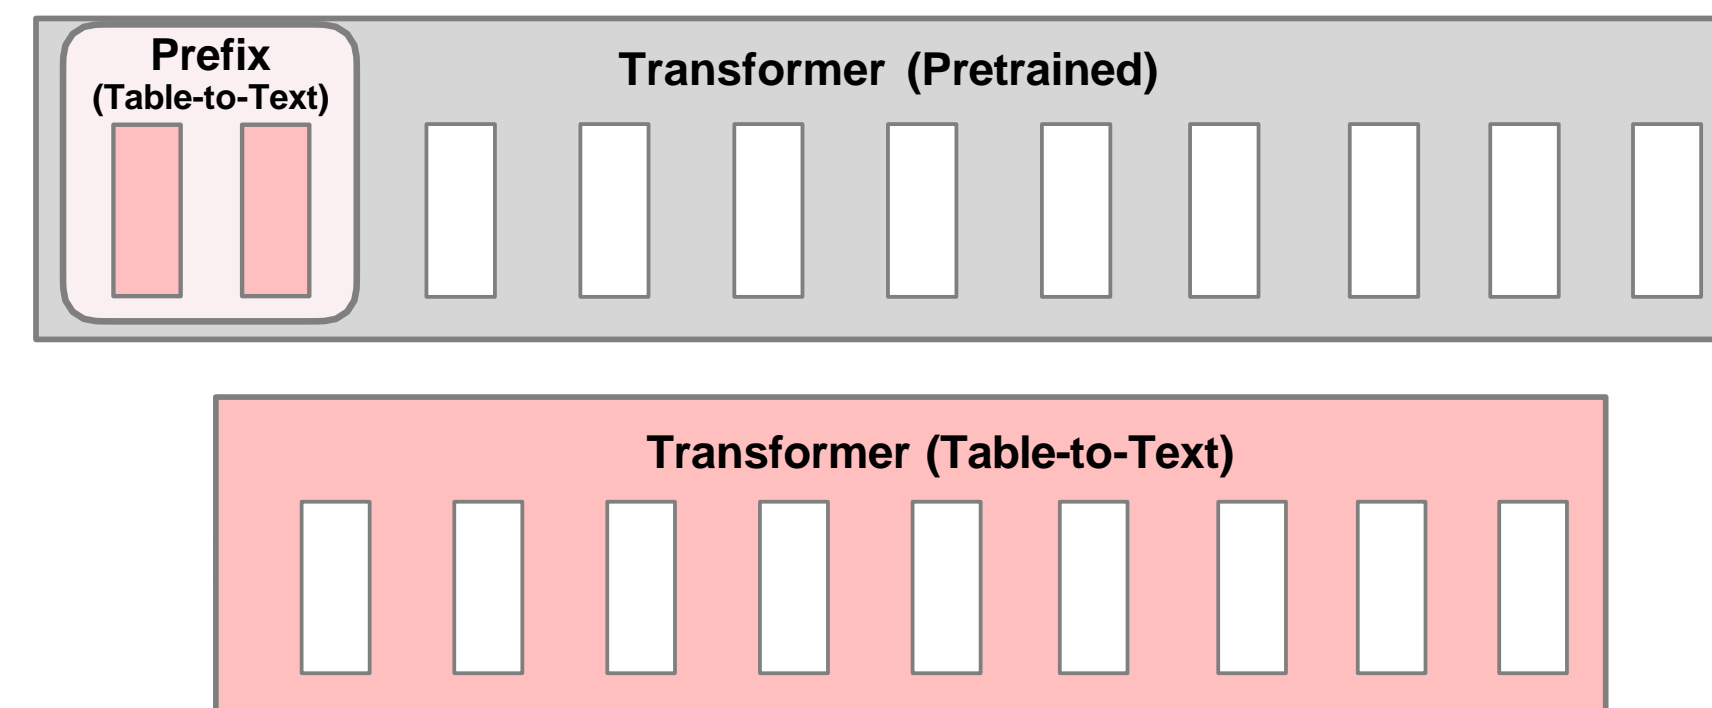 Prefix
(Table-to-Text)
Transformer (Pretrained)
Transformer (Table-to-Text)